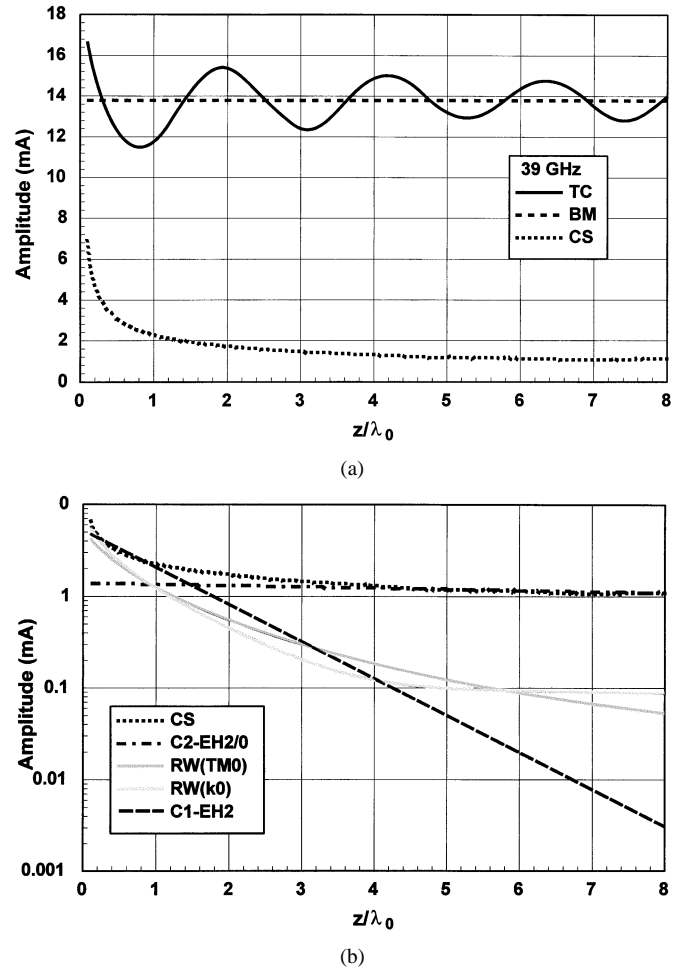 18
16
14
12
10
8
6
4
2
0
Amplitude (mA)
39 GHz
TC
BM
CS
0 1 2 3 4 5 6 7 8
z/λ0
(a)
0
1
0.1
0.01
0.001
Amplitude (mA)
CS
C2-EH2/0
RW(TM0)
RW(k0)
C1-EH2
0 1 2 3 4 5 6 7 8
z/λ0
(b)